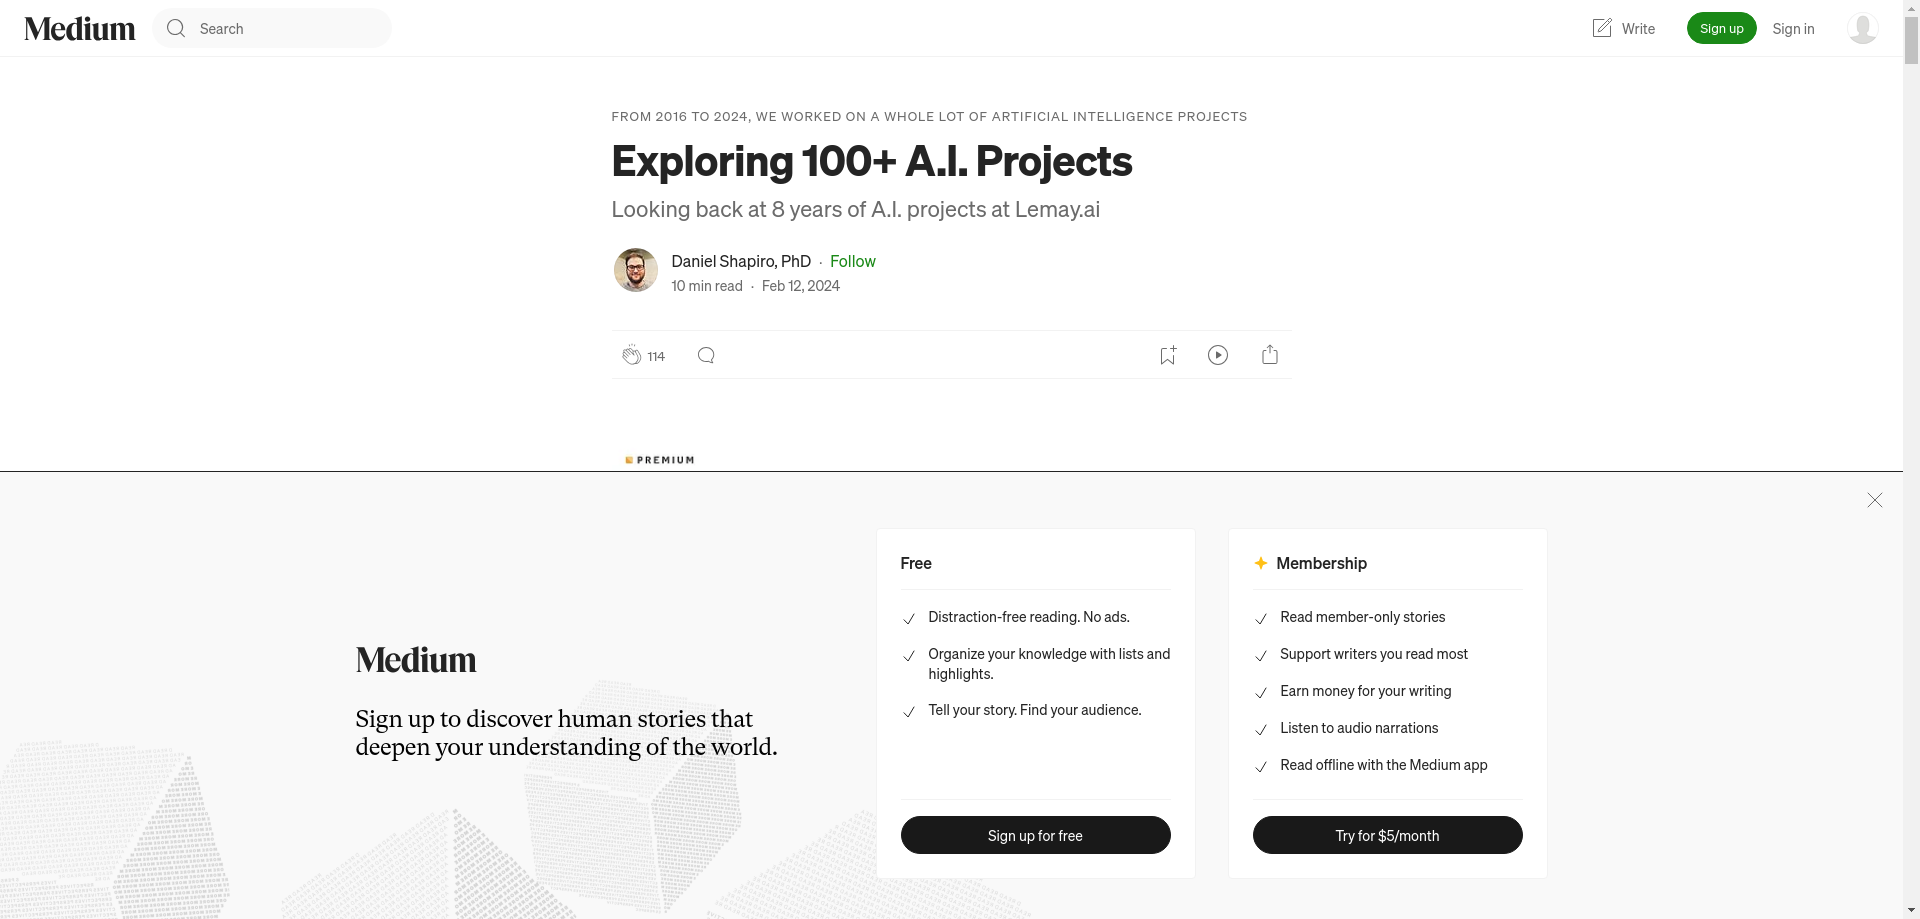 Medium
Search
Write
Sign up
Sign in
FROM 2016 TO 2024, WE WORKED ON A WHOLE LOT OF ARTIFICIAL INTELLIGENCE PROJECTS
Exploring 100+ A.I. Projects
Looking back at 8 years of A.I. projects at Lemay.ai
Daniel Shapiro, PhD · Follow
10 min read · Feb 12, 2024
114
PREMIUM
Medium
Sign up to discover human stories that
deepen your understanding of the world.
Free
Distraction-free reading. No ads.
Organize your knowledge with lists and
highlights.
Tell your story. Find your audience.
Sign up for free
Membership
Read member-only stories
Support writers you read most
Earn money for your writing
Listen to audio narrations
Read offline with the Medium app
Try for $5/month